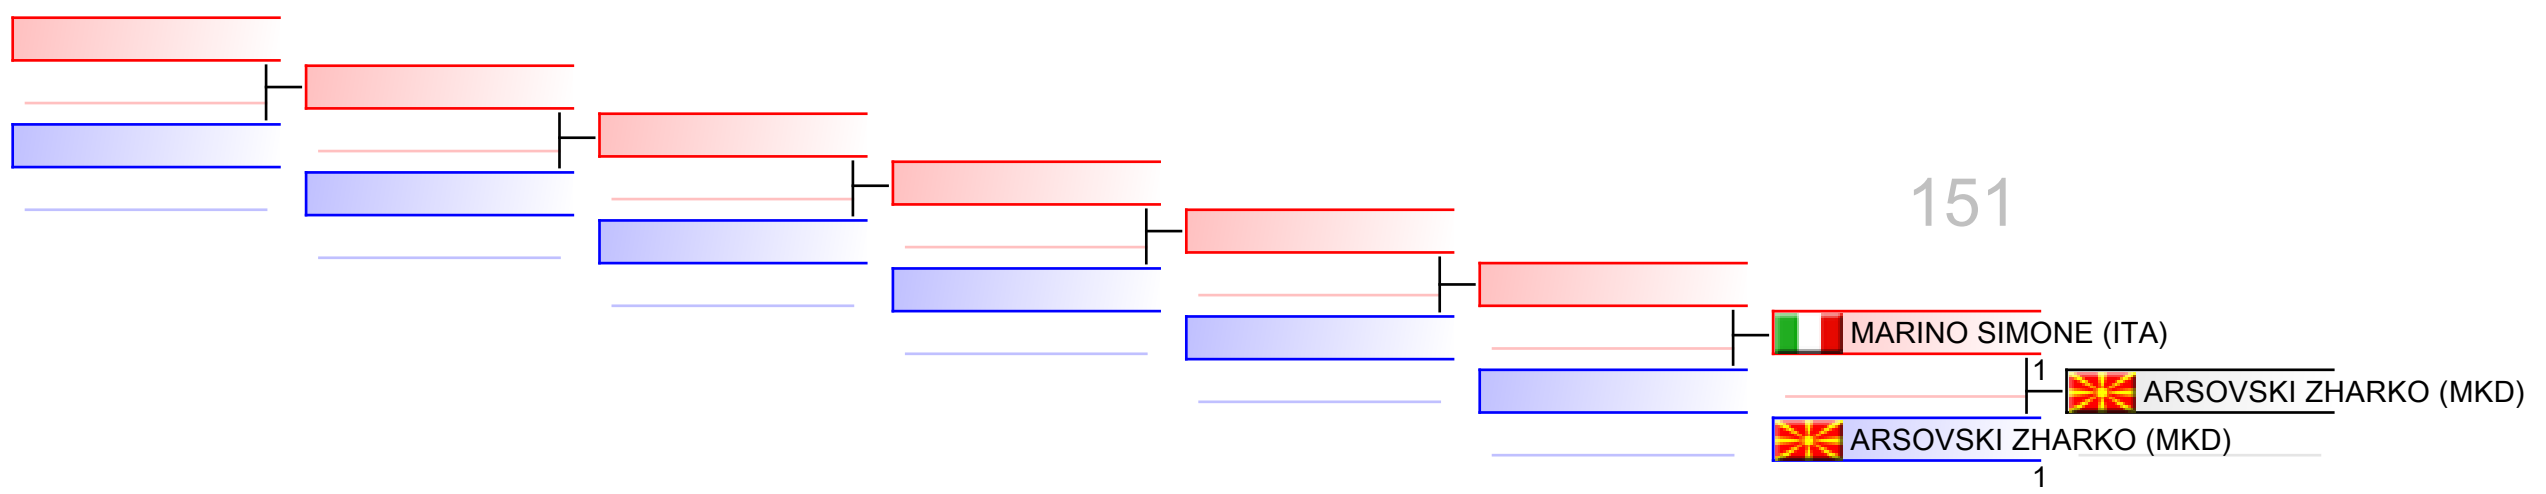 151
MARINO SIMONE (ITA)
1
ARSOVSKI ZHARKO (MKD)
ARSOVSKI ZHARKO (MKD)
1